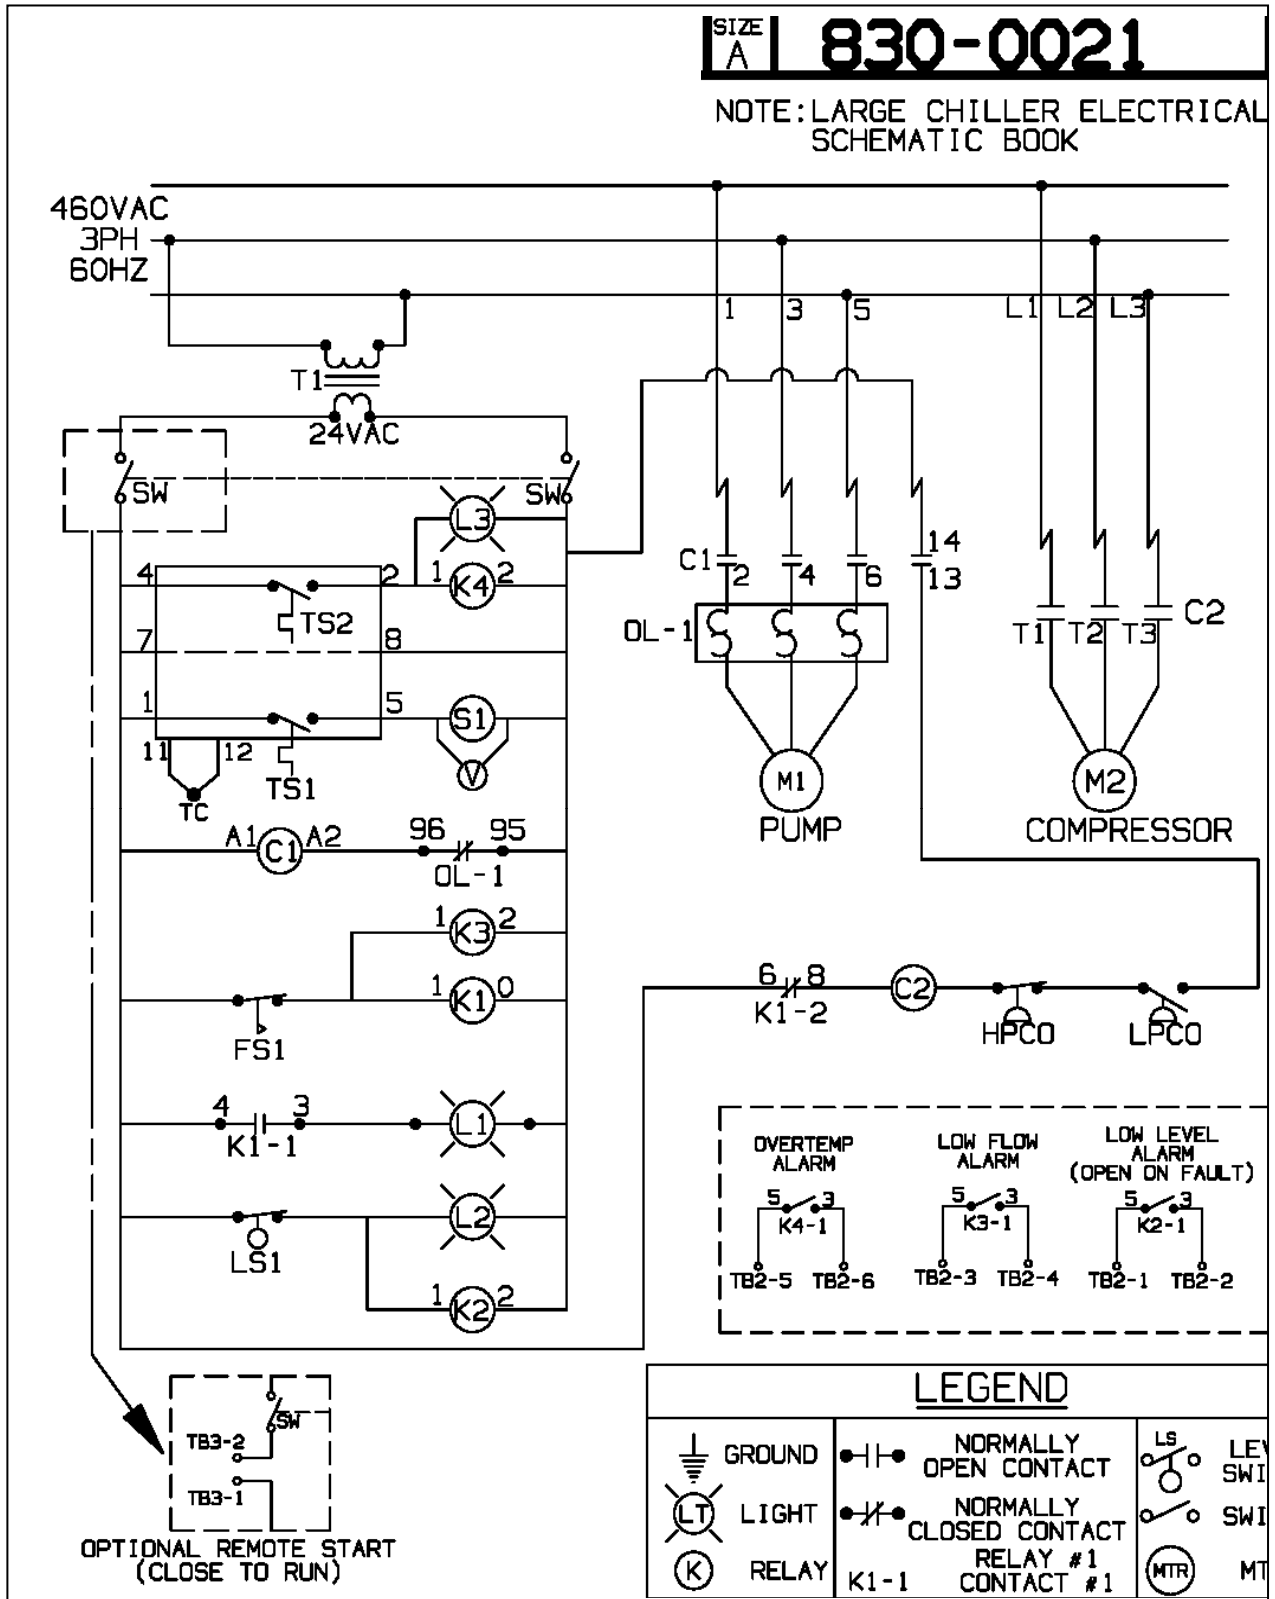 SIZE
A
830-0021
NOTE:LARGE CHILLER ELECTRICAL
SCHEMATIC BOOK
460VAC
3PH
60HZ
1 3 5 L1 L2 L3
T1
24VAC
SW SW
L3
4 2 1 K4 2
TS2
7 8
1 5 S1
11 12
V
TC TS1
C1 2 4 6
14
13
OL-1
T1 T2 T3 C2
M1 M2
PUMP COMPRESSOR
A1 C1 A2 96 95
OL-1
1 K3 2
1 K1 0
FS1
6 8 C2
K1-2 HPCO LPCO
4 3 L1
K1-1
L2
LS1
1 K2 2
OVERTEMP
ALARM
5 3
K4-1
TB2-5 TB2-6
LOW FLOW
ALARM
5 3
K3-1
TB2-3 TB2-4
LOW LEVEL
ALARM
(OPEN ON FAULT)
5 3
K2-1
TB2-1 TB2-2
SW
TB3-2
TB3-1
OPTIONAL REMOTE START
(CLOSE TO RUN)
LEGEND
GROUND
LT LIGHT
K RELAY
NORMALLY
OPEN CONTACT
NORMALLY
CLOSED CONTACT
K1-1 RELAY #1
CONTACT #1
LS
LEV
SWI
SWI
MTR MT